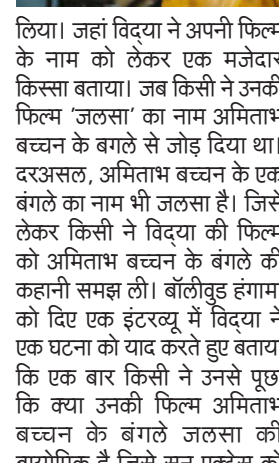 लिया। जहां विद्या ने अपनी फिल्म
के नाम को लेकर एक मजेदार
किस्सा बताया। जब किसी ने उनकी
फिल्म 'जलसा' का नाम अमिताभ
बच्चन के बगले से जोड़ दिया था।
दरअसल, अमिताभ बच्चन के एक
बंगले का नाम भी जलसा है। जिसे
लेकर किसी ने विद्या की फिल्म
को अमिताभ बच्चन के बंगले की
कहानी समझ ली। बॉलीवुड हंगामा
को दिए एक इंटरव्यू में विद्या ने
एक घटना को याद करते हुए बताया
कि एक बार किसी ने उनसे पूछा
कि क्या उनकी फिल्म अमिताभ
बच्चन के बंगले जलसा की
बायोपिक है जिसे सुन एक्ट्रेस